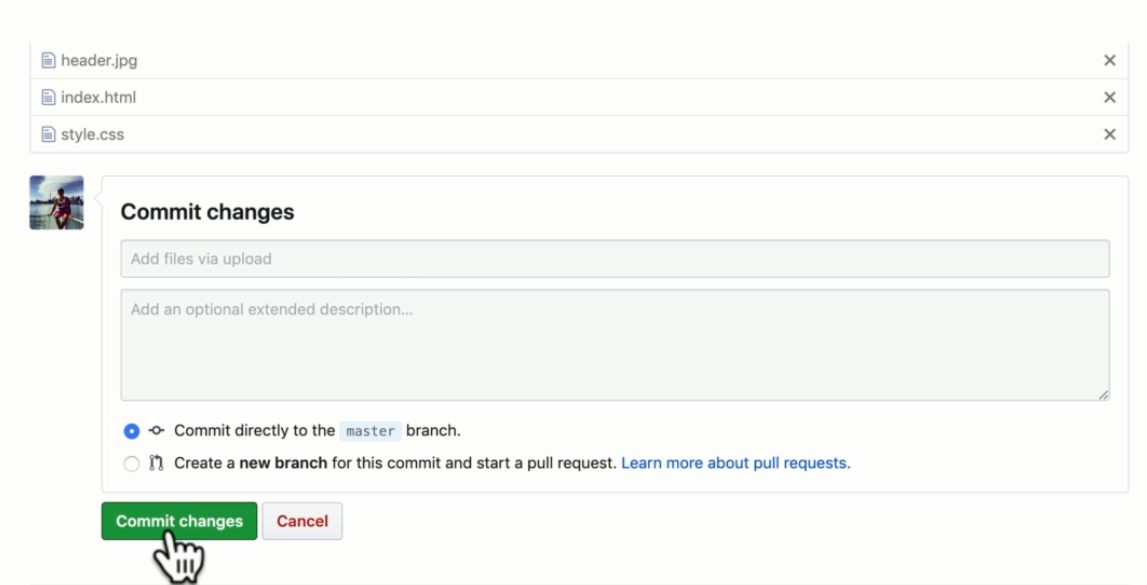 header.jpg
index.html
style.css
Commit changes
Add files via upload
Add an optional extended description...
Commit directly to the master branch.
Create a new branch for this commit and start a pull request. Learn more about pull requests.
Commit changes Cancel